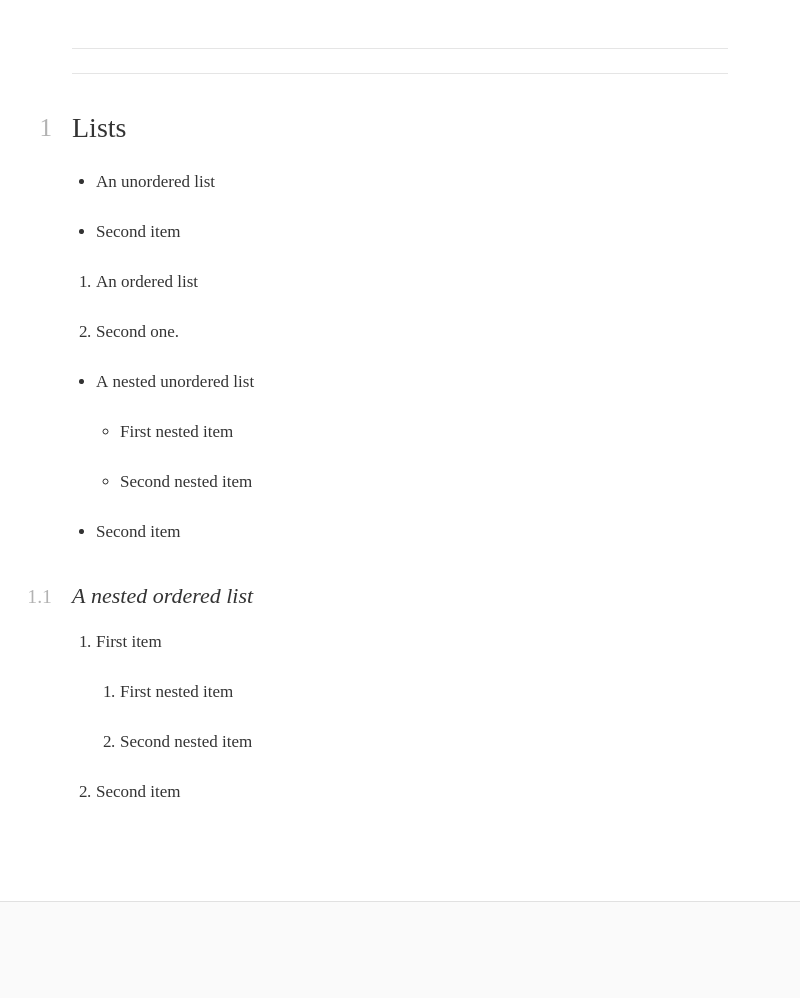 1 Lists
• An unordered list
• Second item
1. An ordered list
2. Second one.
• A nested unordered list
◦ First nested item
◦ Second nested item
• Second item
1.1 A nested ordered list
1. First item
1. First nested item
2. Second nested item
2. Second item